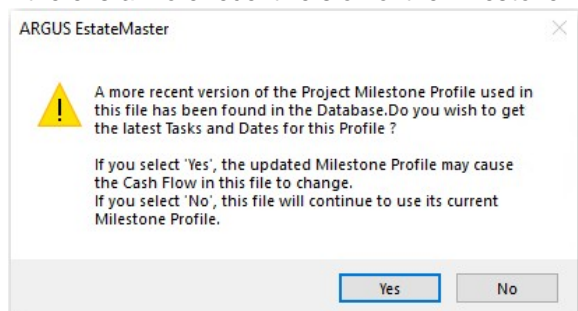 ARGUS EstateMaster
A more recent version of the Project Milestone Profile used in
this file has been found in the Database.Do you wish to get
the latest Tasks and Dates for this Profile ?
If you select 'Yes', the updated Milestone Profile may cause
the Cash Flow in this file to change.
If you select 'No', this file will continue to use its current
Milestone Profile.
Yes No